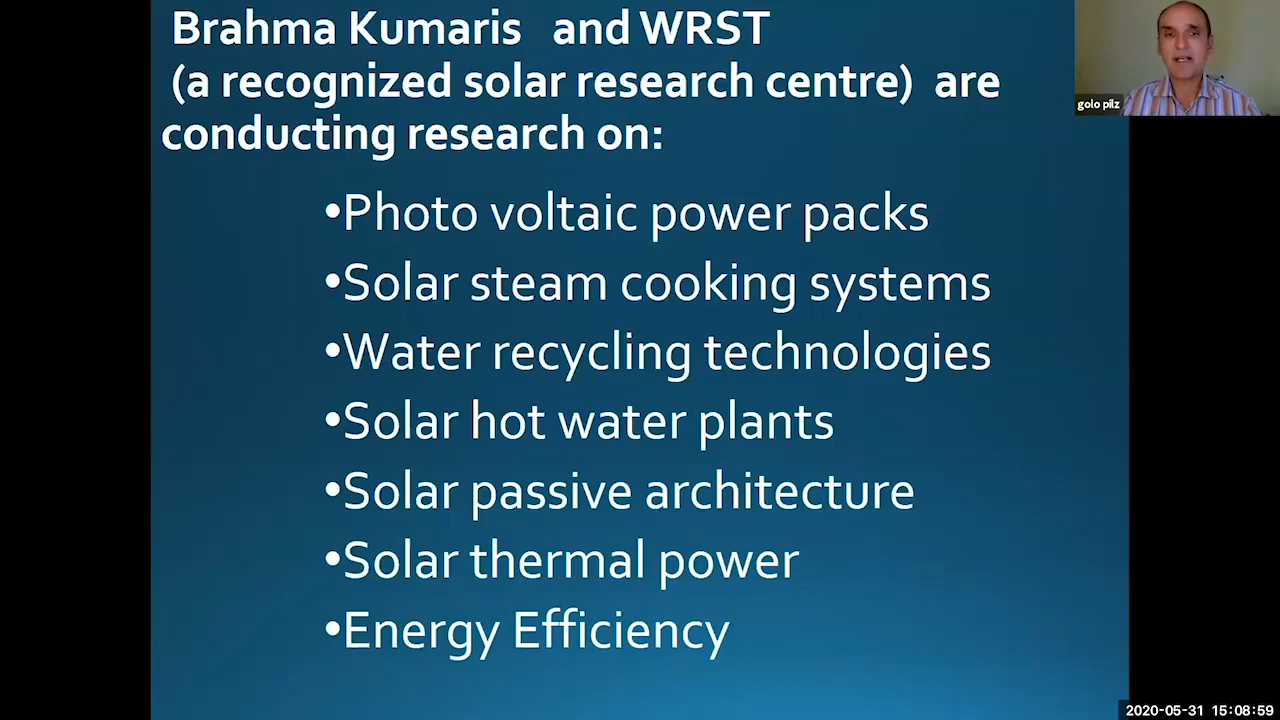 Brahma Kumaris and WRST
(a recognized solar research centre) are
conducting research on:
•Photo voltaic power packs
•Solar steam cooking systems
•Water recycling technologies
•Solar hot water plants
•Solar passive architecture
•Solar thermal power
•Energy Efficiency
golo pilz
2020-05-31 15:08:59